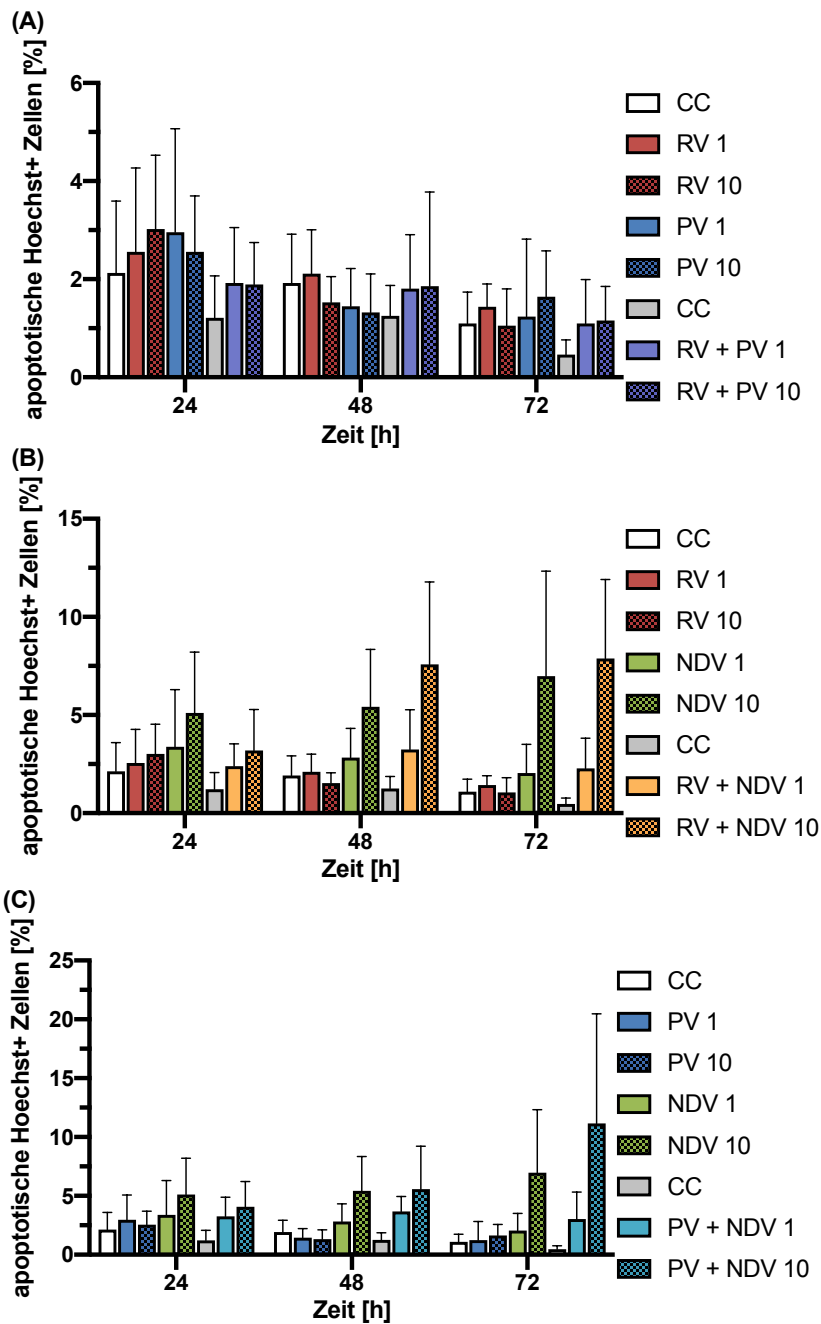 (A)
apoptotische Hoechst+ Zellen [%]
6
4
2
0
24
48
72
Zeit [h]
CC
RV 1
RV 10
PV 1
PV 10
CC
RV + PV 1
RV + PV 10
(B)
apoptotische Hoechst+ Zellen [%]
15
10
5
0
24
48
72
Zeit [h]
CC
RV 1
RV 10
NDV 1
NDV 10
CC
RV + NDV 1
RV + NDV 10
(C)
apoptotische Hoechst+ Zellen [%]
25
20
15
10
5
0
24
48
72
Zeit [h]
CC
PV 1
PV 10
NDV 1
NDV 10
CC
PV + NDV 1
PV + NDV 10